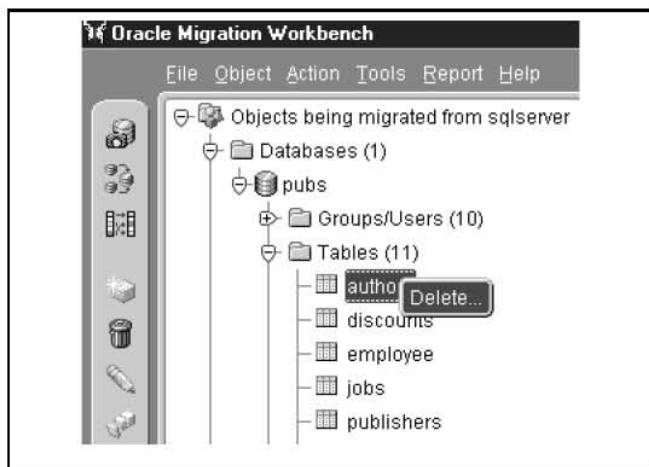 Oracle Migration Workbench
File Object Action Tools Report Help
Objects being migrated from sqlserver
Databases (1)
pubs
Groups/Users (10)
Tables (11)
Delete...
discounts
employee
jobs
publishers